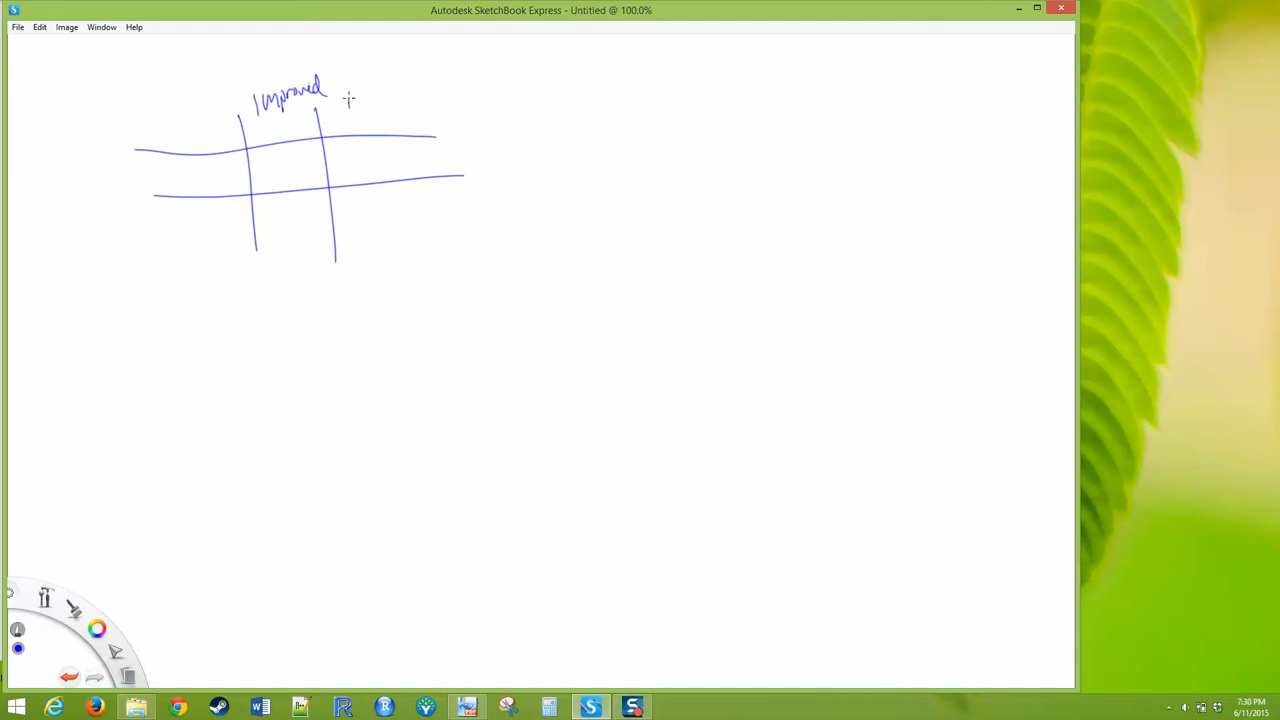 Autodesk SketchBook Express - Untitled @ 100.0%
File Edit Image Window Help
Improved
7:30 PM
6/11/2015